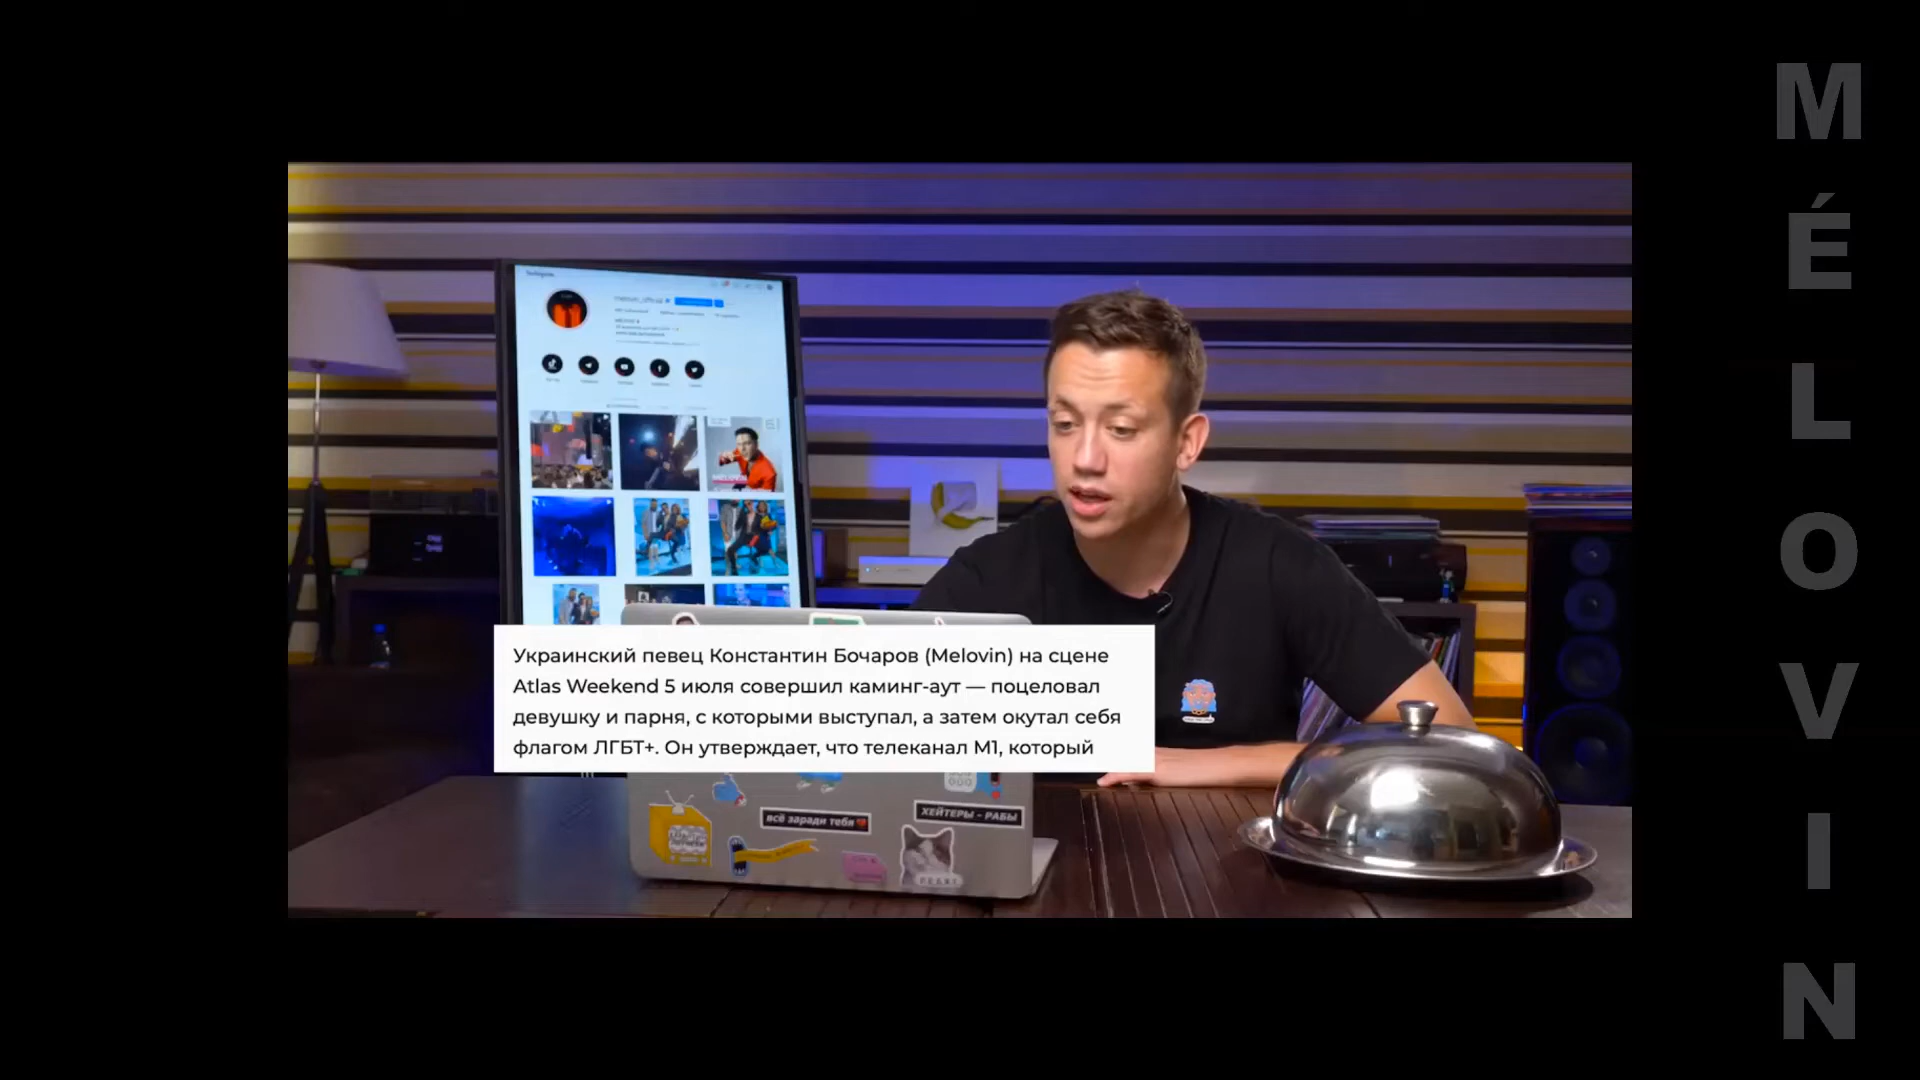 Украинский певец Константин Бочаров (Melovin) на сцене
Atlas Weekend 5 июля совершил каминг-аут — поцеловал
девушку и парня, с которыми выступал, а затем окутал себя
флагом ЛГБТ+. Он утверждает, что телеканал М1, который
всё заради тебя
ХЕЙТЕРЫ - РАБЫ
MÉLOVIN